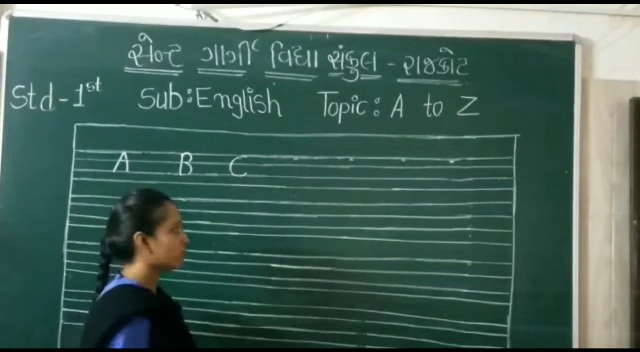 સેન્ટ ગાર્ગી વિદ્યા સંકુલ - રાજકોટ
Std-1st Sub:English Topic: A to Z
A B C